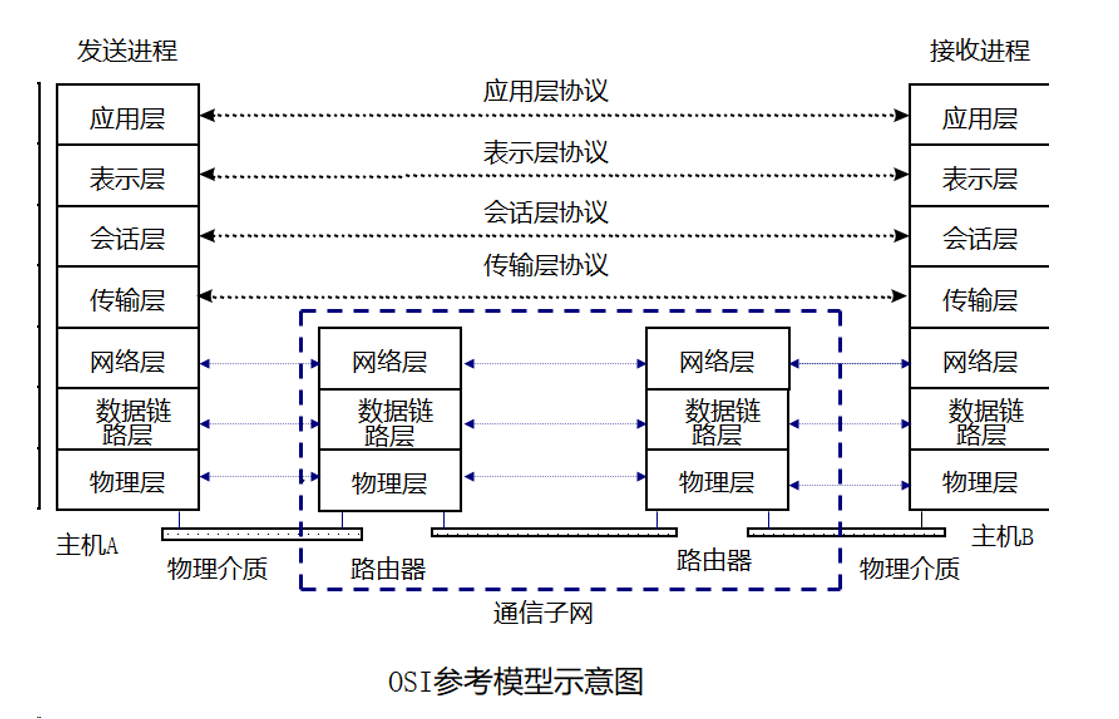 发送进程
接收进程
应用层
应用层协议
应用层
表示层
表示层协议
表示层
会话层
会话层协议
会话层
传输层
传输层协议
传输层
网络层
网络层
网络层
网络层
数据链
路层
数据链
路层
数据链
路层
数据链
路层
物理层
物理层
物理层
物理层
主机A
物理介质
路由器
路由器
物理介质
主机B
通信子网
OSI参考模型示意图